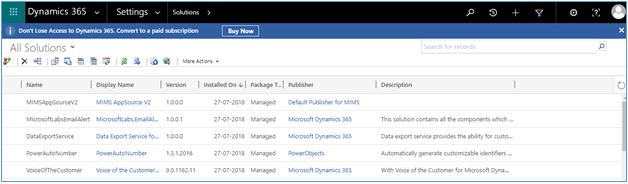 Dynamics 365 Settings Solutions
Don't Lose Access to Dynamics 365. Convert to a paid subscription Buy Now
All Solutions
Search for records
More Actions
Name Display Name Version Installed On Package T... Publisher Description
MIMSAppSourceV2 MIMS AppSource V2 1.0.0.0 27-07-2018 Managed Default Publisher for MIMS
MicrosoftLabsEmailAlert MicrosoftLabs.EmailAl... 1.0.0.1 27-07-2018 Managed Microsoft Dynamics 365 This solution contains all the components which ...
DataExportService Data Export Service fo... 1.0.0.0 27-07-2018 Managed Microsoft Dynamics 365 Data export service provides the ability for custo...
PowerAutoNumber PowerAutoNumber 1.3.1.2016 27-07-2018 Managed PowerObjects Automatically generate customizable identifiers ...
VoiceOfTheCustomer Voice of the Customer... 9.0.1162.11 27-07-2018 Managed Microsoft Dynamics 365 With Voice of the Customer for Microsoft Dyna...